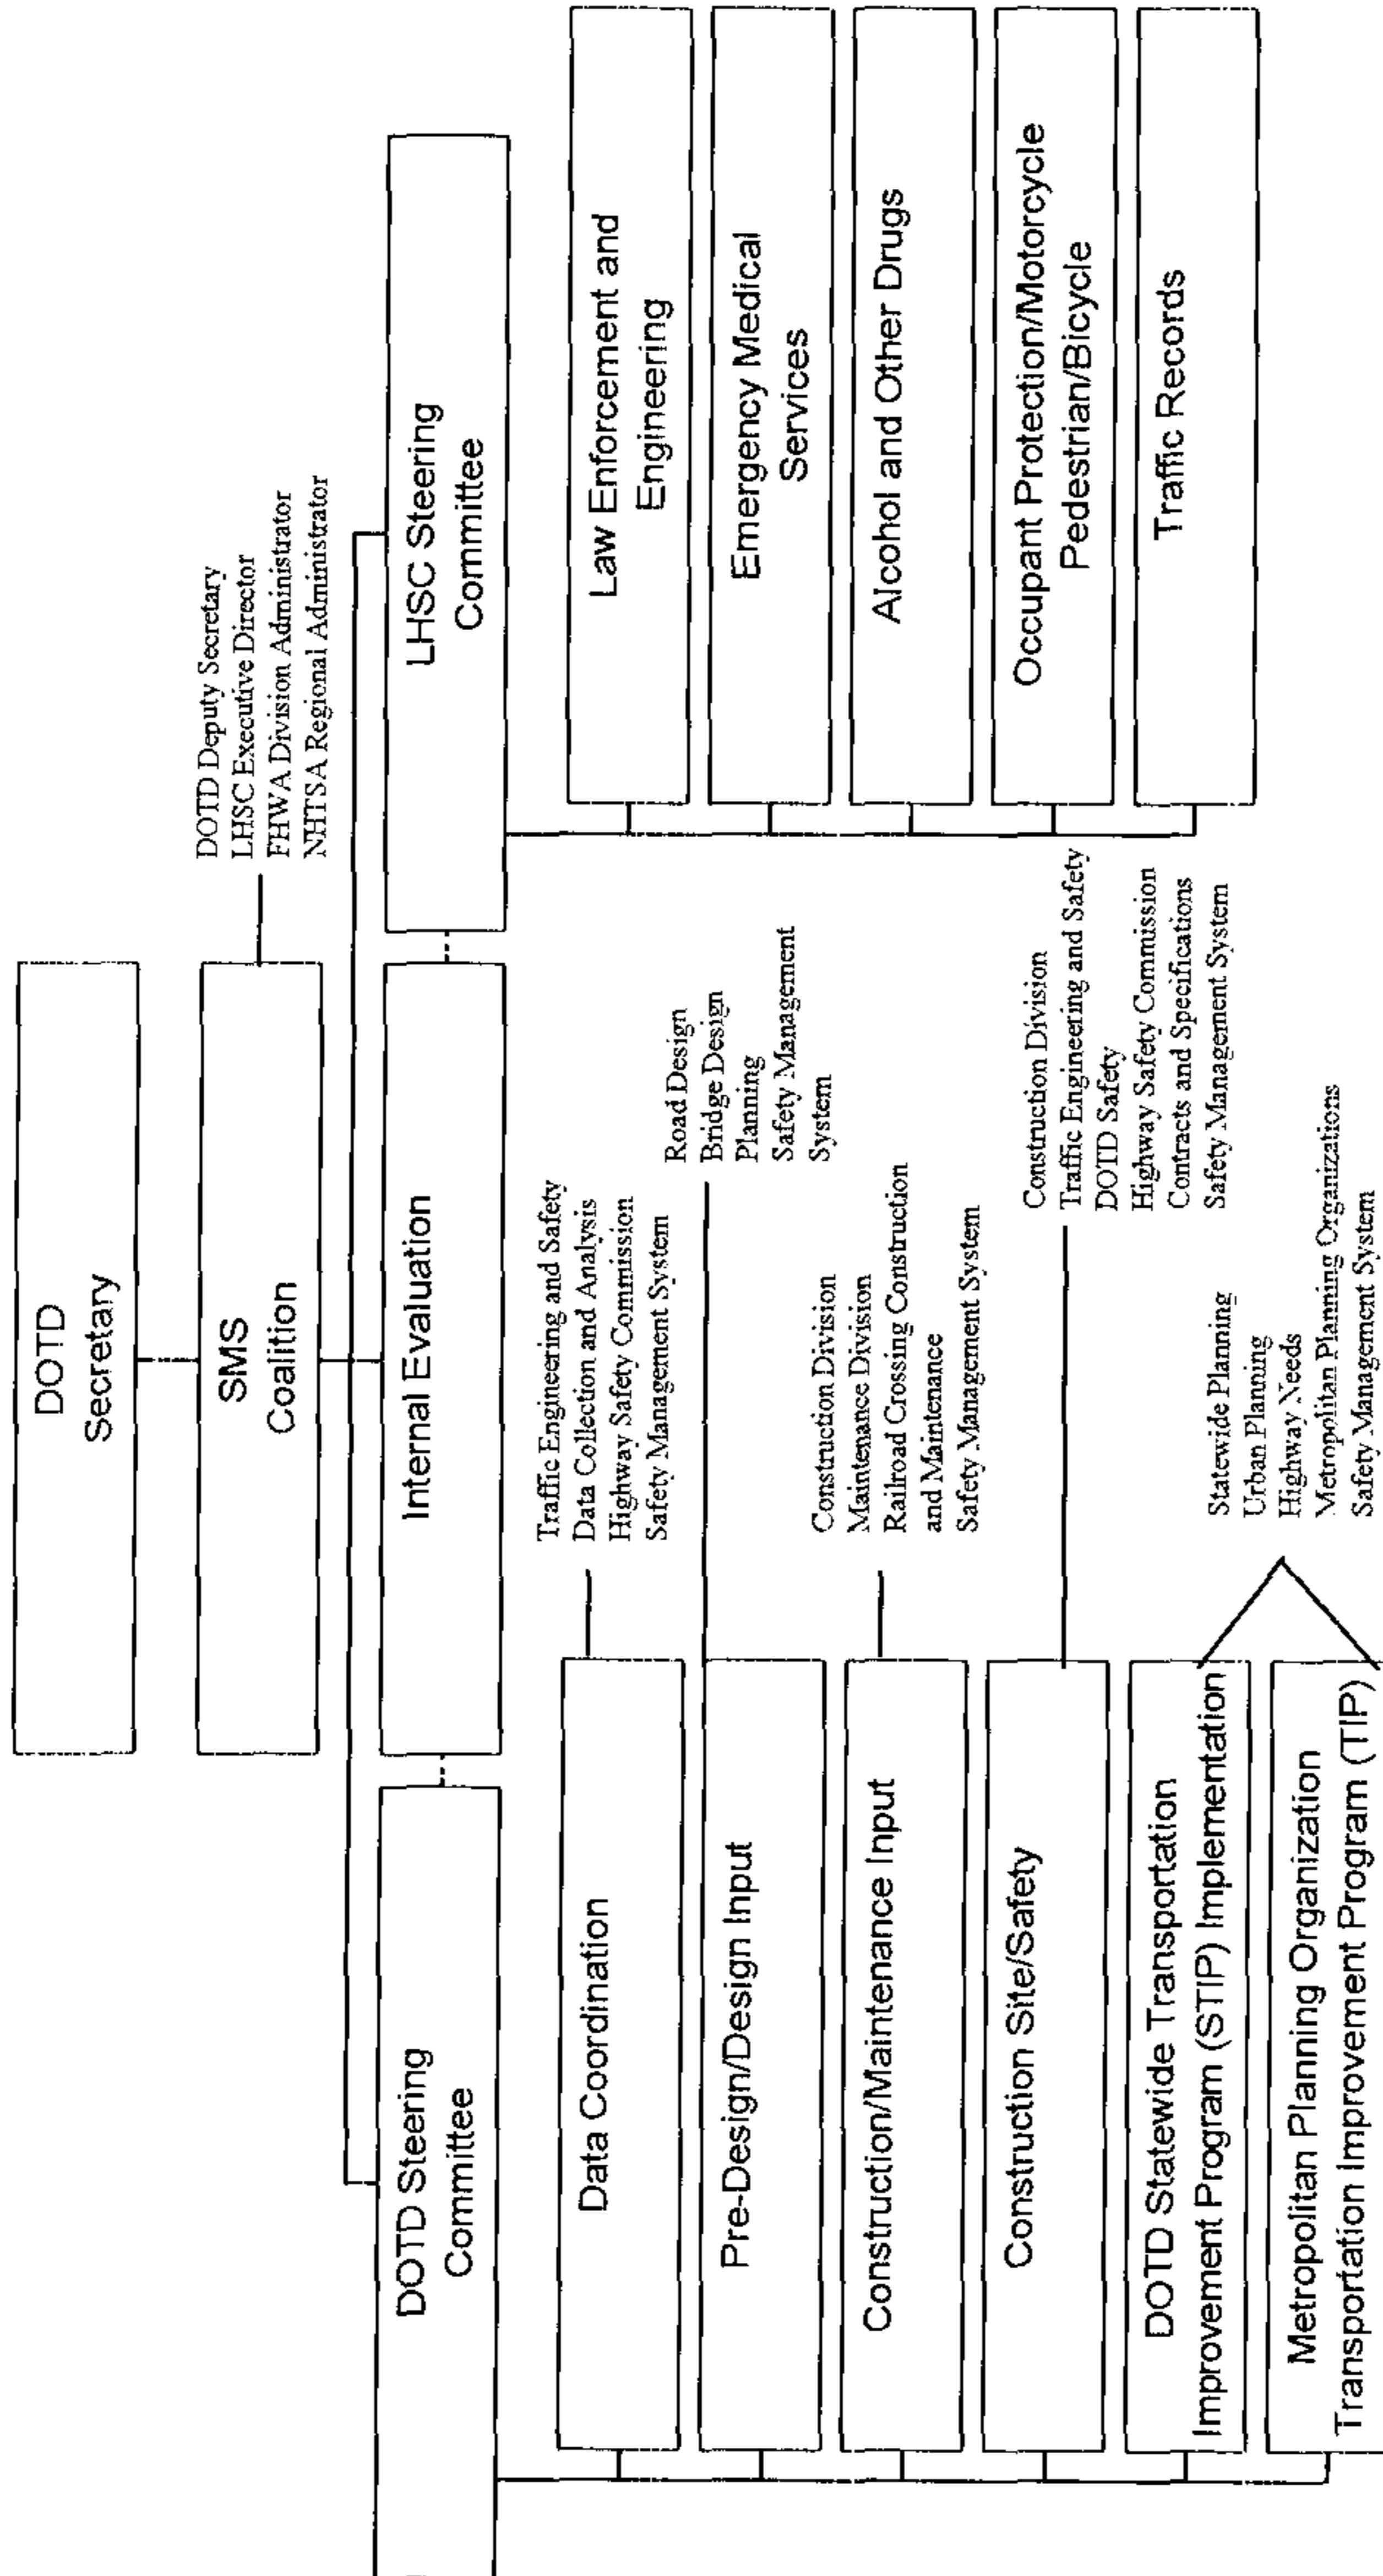 DOTD
Secretary
SMS
Coalition
DOTD Deputy Secretary
LHSC Executive Director
FHWA Division Administrator
NHTSA Regional Administrator
DOTD Steering
Committee
Internal Evaluation
LHSC Steering
Committee
Data Coordination
Traffic Engineering and Safety
Data Collection and Analysis
Highway Safety Commission
Safety Management System
Pre-Design/Design Input
Road Design
Bridge Design
Planning
Safety Management
System
Construction/Maintenance Input
Construction Division
Maintenance Division
Railroad Crossing Construction
and Maintenance
Safety Management System
Construction Site/Safety
Construction Division
Traffic Engineering and Safety
DOTD Safety
Highway Safety Commission
Contracts and Specifications
Safety Management System
DOTD Statewide Transportation
Improvement Program (STIP) Implementation
Metropolitan Planning Organization
Transportation Improvement Program (TIP)
Statewide Planning
Urban Planning
Highway Needs
Metropolitan Planning Organizations
Safety Management System
Law Enforcement and
Engineering
Emergency Medical
Services
Alcohol and Other Drugs
Occupant Protection/Motorcycle
Pedestrian/Bicycle
Traffic Records